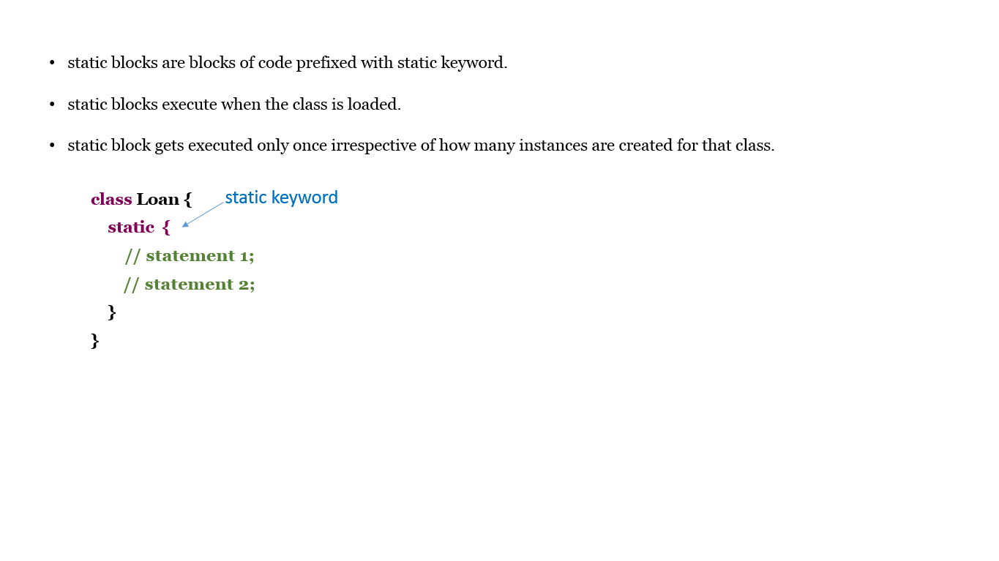 • static blocks are blocks of code prefixed with static keyword.
• static blocks execute when the class is loaded.
• static block gets executed only once irrespective of how many instances are created for that class.
class Loan { static keyword
static {
// statement 1;
// statement 2;
}
}